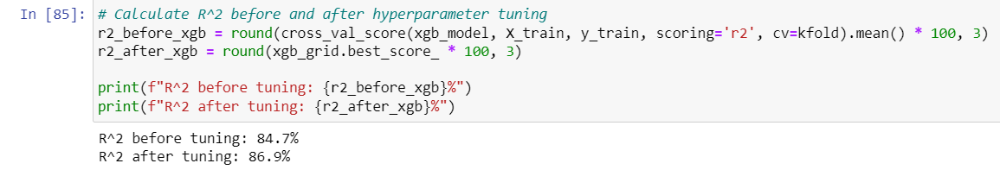 In [85]: # Calculate R^2 before and after hyperparameter tuning
r2_before_xgb = round(cross_val_score(xgb_model, X_train, y_train, scoring='r2', cv=kfold).mean() * 100, 3)
r2_after_xgb = round(xgb_grid.best_score_ * 100, 3)
print(f"R^2 before tuning: {r2_before_xgb}%")
print(f"R^2 after tuning: {r2_after_xgb}%")
R^2 before tuning: 84.7%
R^2 after tuning: 86.9%